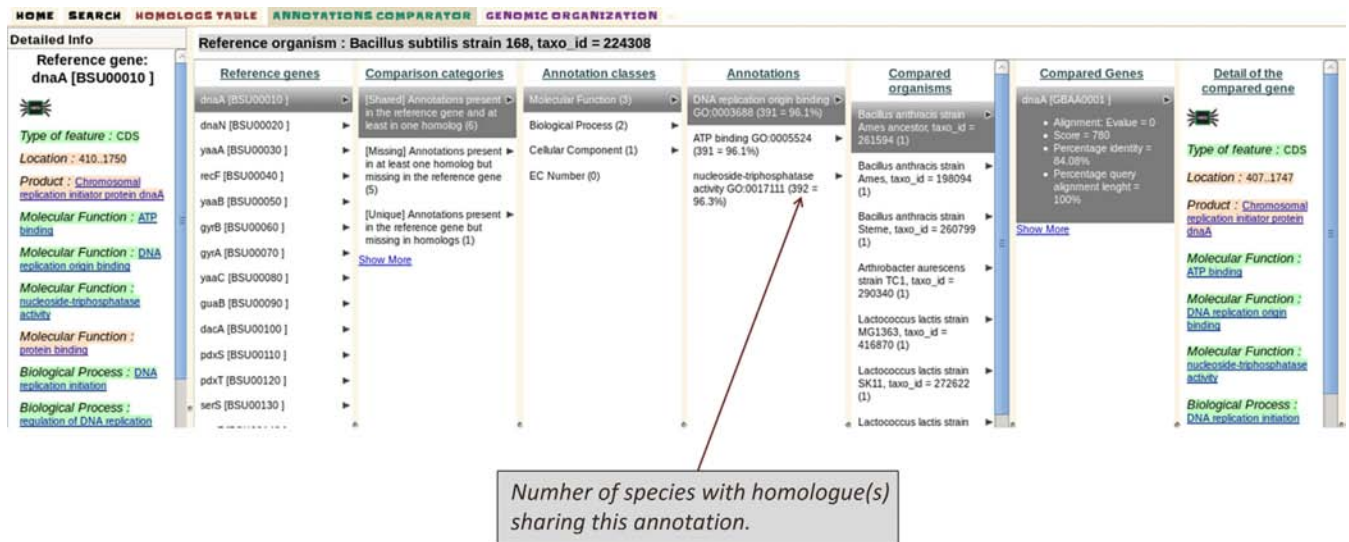 HOME SEARCH HOMOLOGS TABLE ANNOTATIONS COMPARATOR GENOMIC ORGANIZATION
Detailed Info
Reference gene:
dnaA [BSU00010 ]
Type of feature : CDS
Location : 410..1750
Product : Chromosomal
replication initiator protein dnaA
Molecular Function : ATP
binding
Molecular Function : DNA
replication origin binding
Molecular Function :
nucleoside-triphosphatase
activity
Molecular Function :
protein binding
Biological Process : DNA
replication initiation
Biological Process :
regulation of DNA replication
Reference organism : Bacillus subtilis strain 168, taxo_id = 224308
Reference genes
dnaA [BSU00010 ]
dnaN [BSU00020 ]
yaaA [BSU00030 ]
recF [BSU00040 ]
yaaB [BSU00050 ]
gyrB [BSU00060 ]
gyrA [BSU00070 ]
yaaC [BSU00080 ]
guaB [BSU00090 ]
dacA [BSU00100 ]
pdxS [BSU00110 ]
pdxT [BSU00120 ]
serS [BSU00130 ]
Comparison categories
[Shared] Annotations present
in the reference gene and at
least in one homolog (6)
[Missing] Annotations present
in at least one homolog but
missing in the reference gene
(5)
[Unique] Annotations present
in the reference gene but
missing in homologs (1)
Show More
Annotation classes
Molecular Function (3)
Biological Process (2)
Cellular Component (1)
EC Number (0)
Annotations
DNA replication origin binding
GO:0003688 (391 = 96.1%)
ATP binding GO:0005524
(391 = 96.1%)
nucleoside-triphosphatase
activity GO:0017111 (392 =
96.3%)
Compared
organisms
Bacillus anthracis strain
Ames ancestor, taxo_id =
261594 (1)
Bacillus anthracis strain
Ames, taxo_id = 198094
(1)
Bacillus anthracis strain
Sterne, taxo_id = 260799
(1)
Arthrobacter aurescens
strain TC1, taxo_id =
290340 (1)
Lactococcus lactis strain
MG1363, taxo_id =
416870 (1)
Lactococcus lactis strain
SK11, taxo_id = 272622
(1)
Lactococcus lactis strain
Compared Genes
dnaA [GBAA0001 ]
Alignment: Evalue = 0
Score = 780
Percentage identity =
84.08%
Percentage query
alignment lenght =
100%
Show More
Detail of the
compared gene
Type of feature : CDS
Location : 407..1747
Product : Chromosomal
replication initiator protein
dnaA
Molecular Function :
ATP binding
Molecular Function :
DNA replication origin
binding
Molecular Function :
nucleoside-triphosphatase
activity
Biological Process :
DNA replication initiation
Numher of species with homologue(s)
sharing this annotation.